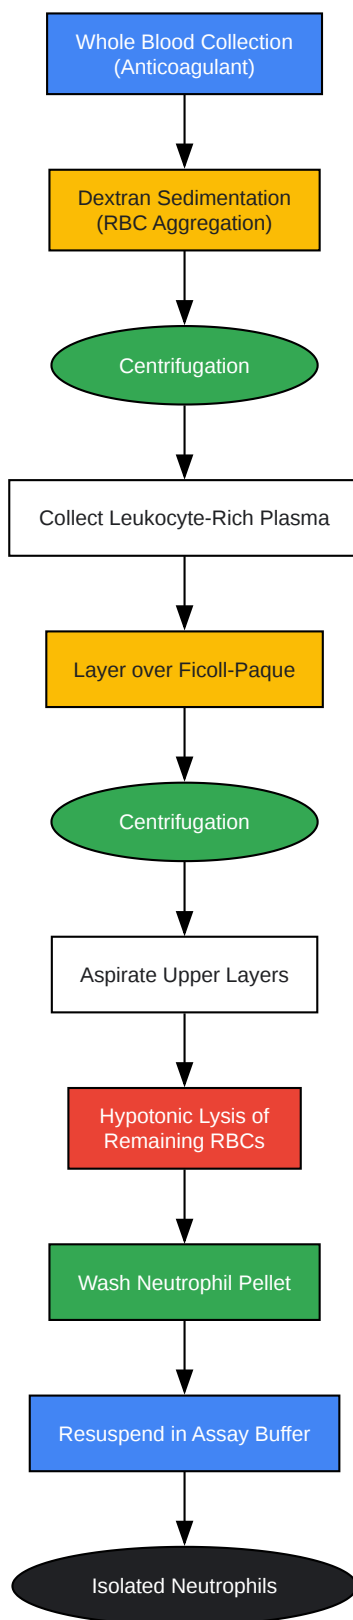 Whole Blood Collection
(Anticoagulant)
Dextran Sedimentation
(RBC Aggregation)
Centrifugation
Collect Leukocyte-Rich Plasma
Layer over Ficoll-Paque
Centrifugation
Aspirate Upper Layers
Hypotonic Lysis of
Remaining RBCs
Wash Neutrophil Pellet
Resuspend in Assay Buffer
Isolated Neutrophils